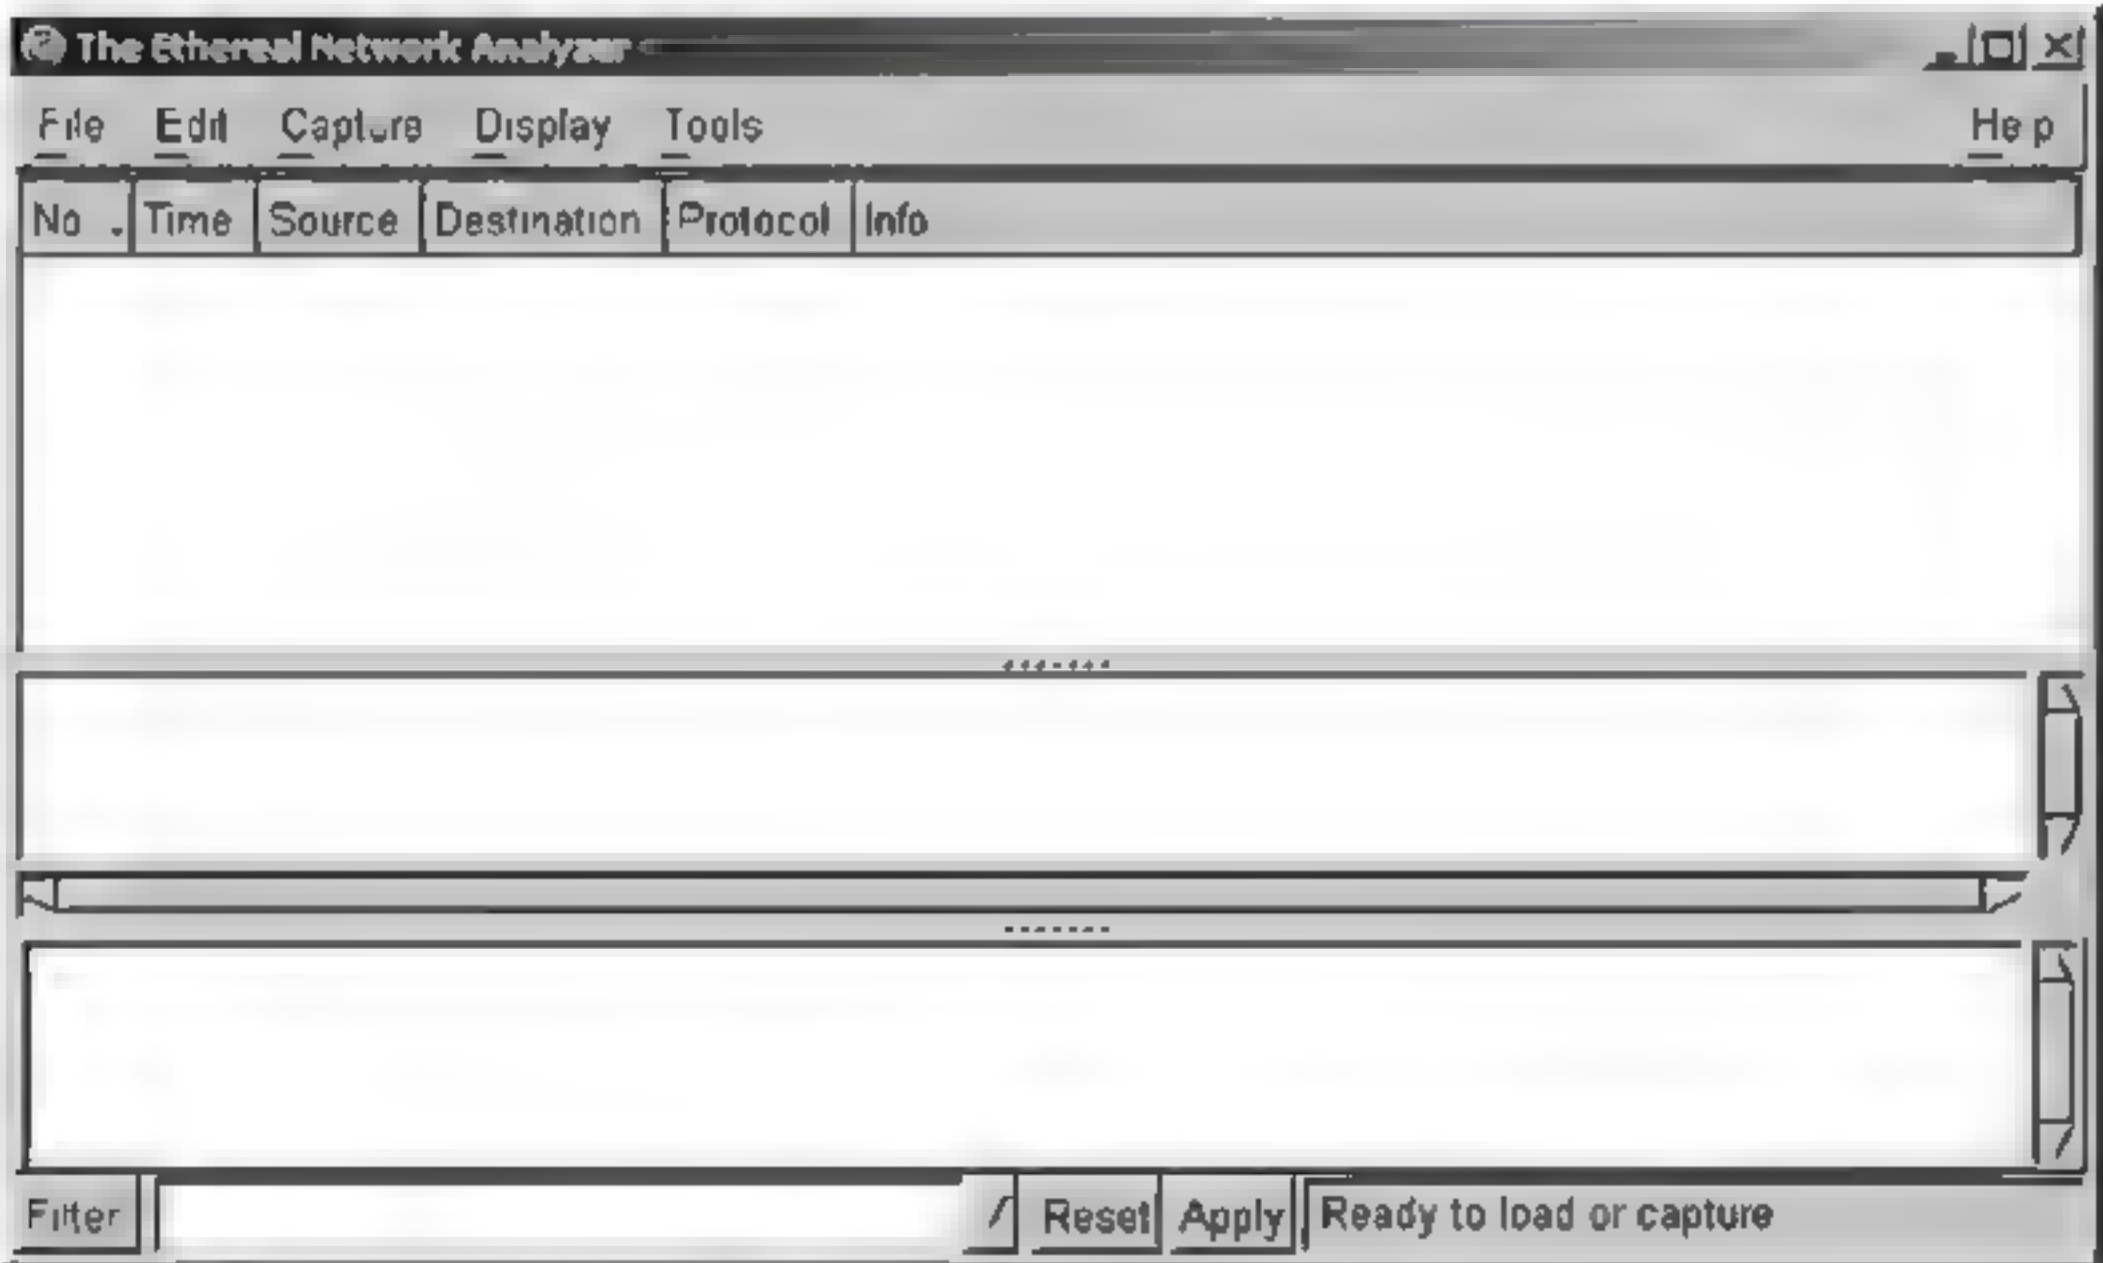 The Ethereal Network Analyzer
File Edit Capture Display Tools Help
No. Time Source Destination Protocol Info
Filter Reset Apply Ready to load or capture